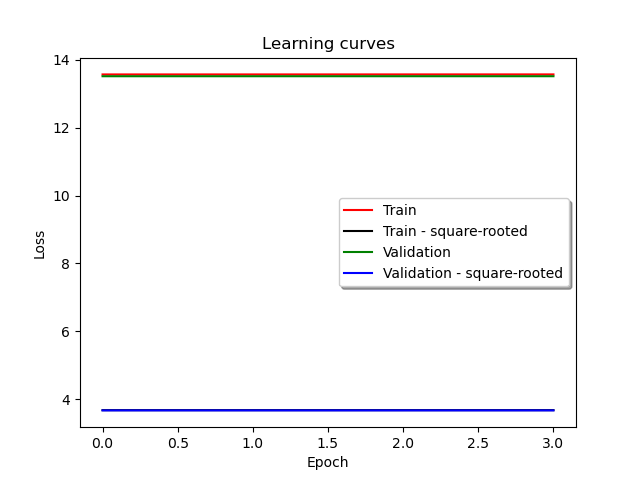 Learning curves
14
12
10
8
6
4
Loss
Train
Train - square-rooted
Validation
Validation - square-rooted
0.0 0.5 1.0 1.5 2.0 2.5 3.0
Epoch